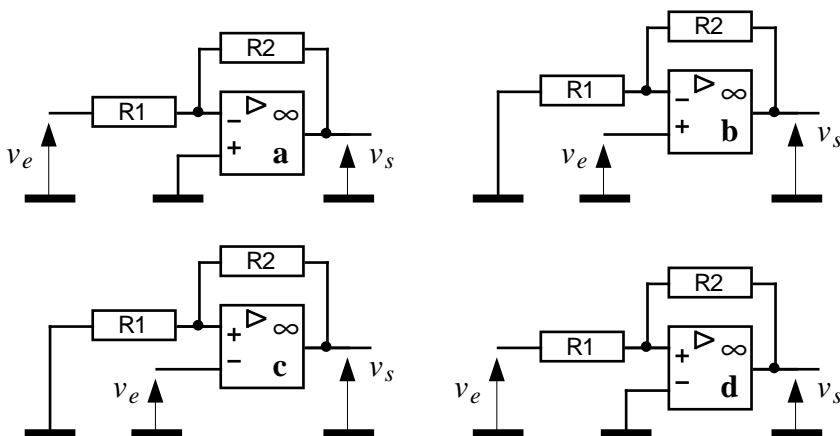 R2
R1
v_e
−
+
▷ ∞
a
v_s
R2
R1
v_e
−
+
▷ ∞
b
v_s
R2
R1
v_e
+
−
▷ ∞
c
v_s
R2
R1
v_e
+
−
▷ ∞
d
v_s